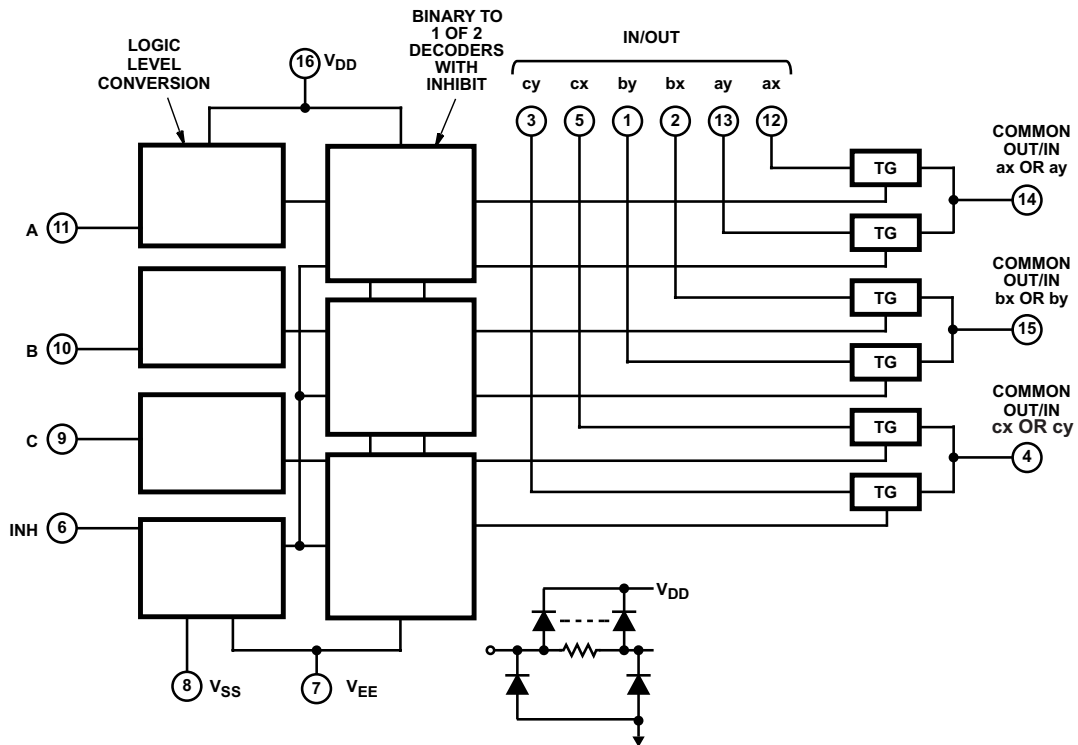 LOGIC
LEVEL
CONVERSION
16 VDD
BINARY TO
1 OF 2
DECODERS
WITH
INHIBIT
IN/OUT
cy cx by bx ay ax
3 5 1 2 13 12
COMMON
OUT/IN
ax OR ay
14
TG
TG
A 11
COMMON
OUT/IN
bx OR by
15
TG
TG
B 10
COMMON
OUT/IN
cx OR cy
4
TG
TG
C 9
INH 6
8 VSS
7 VEE
VDD